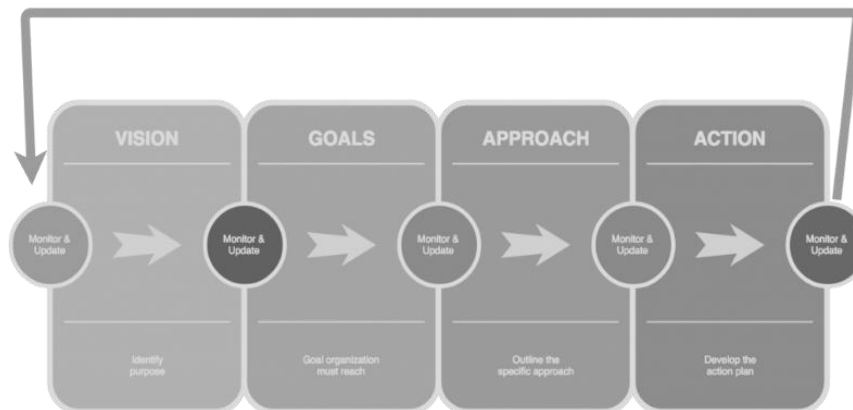 VISION
GOALS
APPROACH
ACTION
Monitor &
Update
Monitor &
Update
Monitor &
Update
Monitor &
Update
Monitor &
Update
Identify
purpose
Goal organization
must reach
Outline the
specific approach
Develop the
action plan